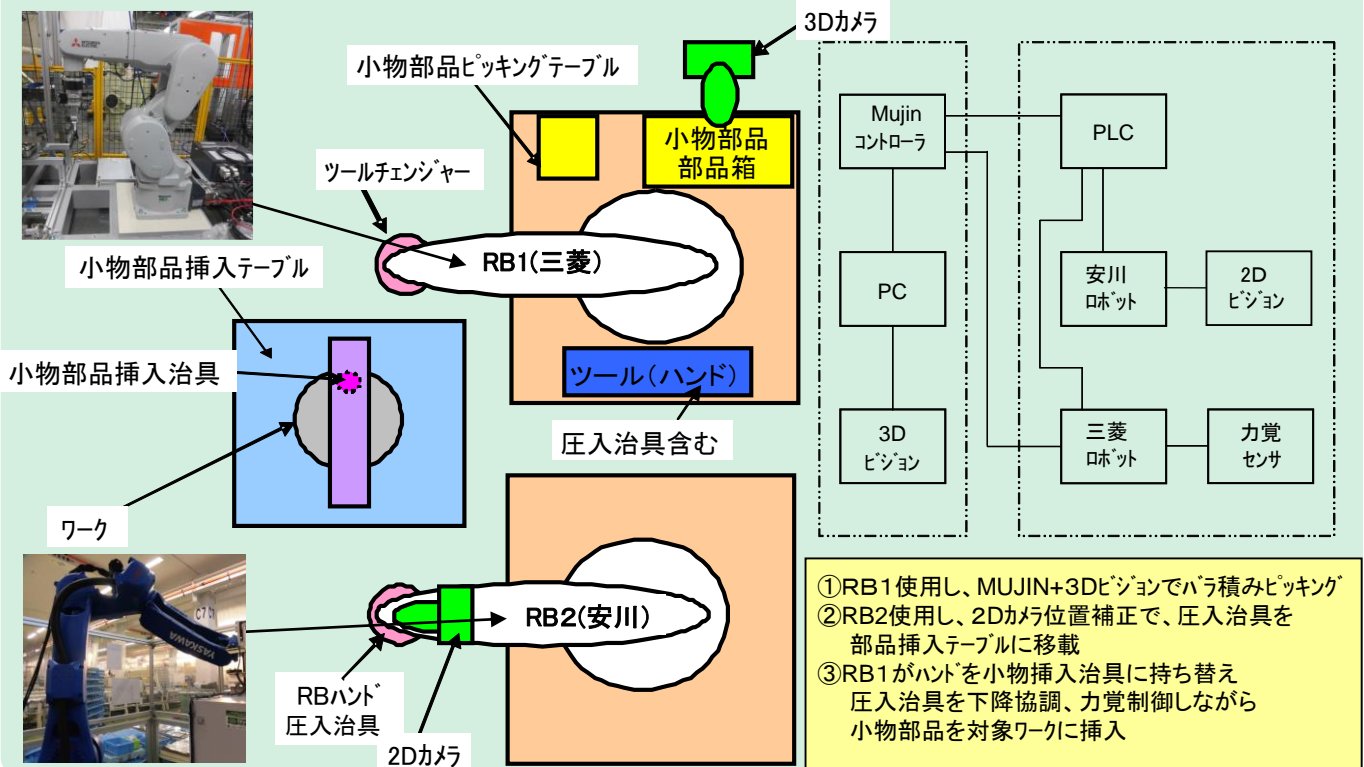 3Dカメラ
小物部品ピッキングテーブル
小物部品
部品箱
ツールチェンジャー
RB1(三菱)
小物部品挿入テーブル
小物部品挿入治具
ツール(ハンド)
圧入治具含む
ワーク
RB2(安川)
RBハンド
圧入治具
2Dカメラ
YASKAWA
Mujin
コントローラ
PLC
PC
安川
ロボット
2D
ビジョン
3D
ビジョン
三菱
ロボット
力覚
センサ
①RB1使用し、MUJIN+3Dビジョンでバラ積みピッキング
②RB2使用し、2Dカメラ位置補正で、圧入治具を
部品挿入テーブルに移載
③RB1がハンドを小物挿入治具に持ち替え
圧入治具を下降協調、力覚制御しながら
小物部品を対象ワークに挿入